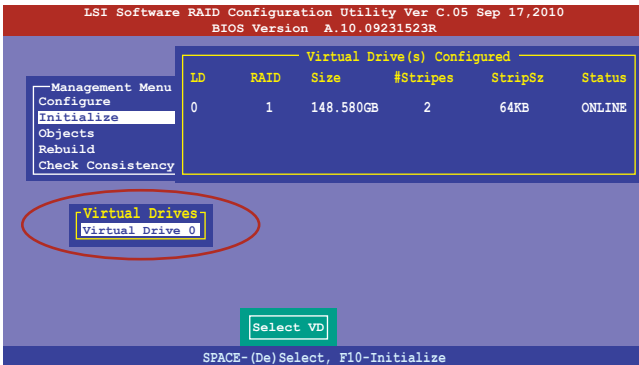 LSI Software RAID Configuration Utility Ver C.05 Sep 17,2010
BIOS Version A.10.09231523R
Virtual Drive(s) Configured
LD RAID Size #Stripes StripSz Status
0 1 148.580GB 2 64KB ONLINE
Management Menu
Configure
Initialize
Objects
Rebuild
Check Consistency
Virtual Drives
Virtual Drive 0
Select VD
SPACE-(De)Select, F10-Initialize